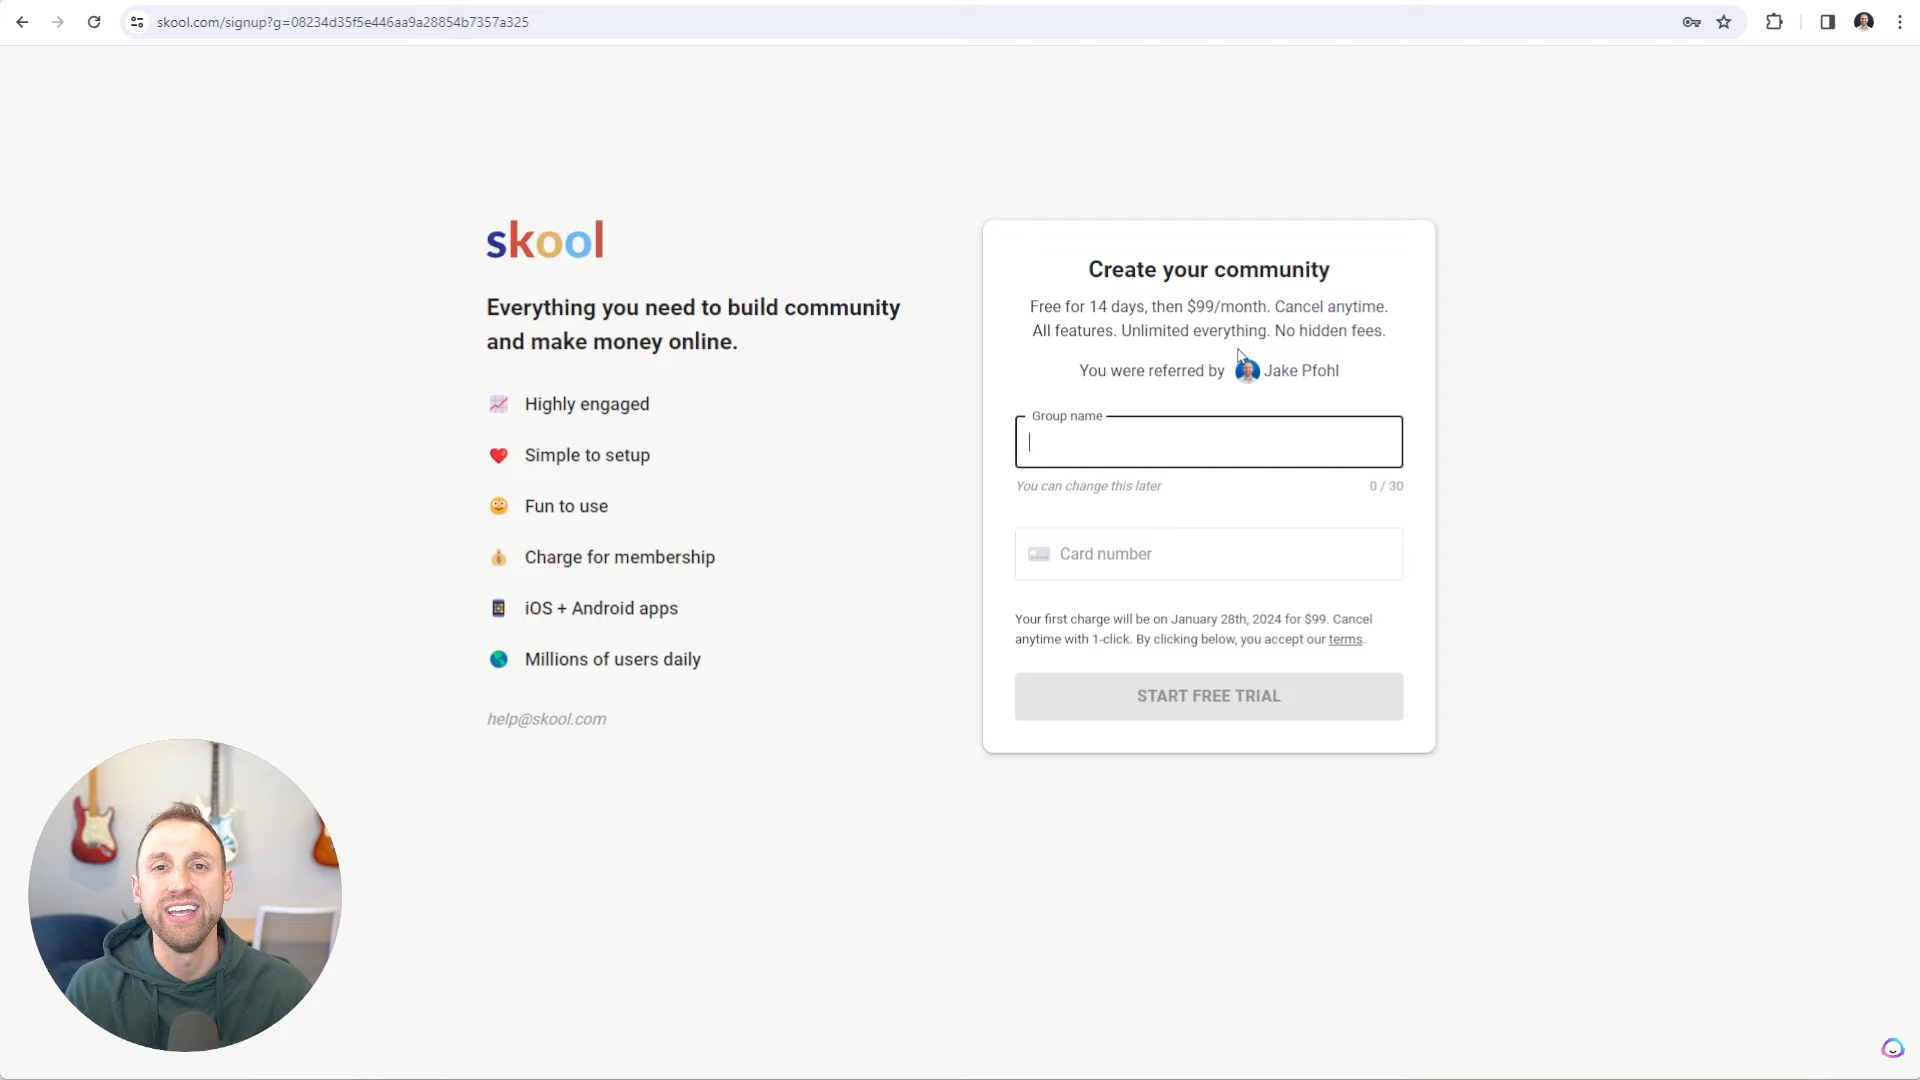 skool.com/signup?g=08234d35f5e446aa9a28854b7357a325
skool
Everything you need to build community
and make money online.
Highly engaged
Simple to setup
Fun to use
Charge for membership
iOS + Android apps
Millions of users daily
help@skool.com
Create your community
Free for 14 days, then $99/month. Cancel anytime.
All features. Unlimited everything. No hidden fees.
You were referred by Jake Pfohl
Group name
You can change this later 0 / 30
Card number
Your first charge will be on January 28th, 2024 for $99. Cancel
anytime with 1-click. By clicking below, you accept our terms.
START FREE TRIAL